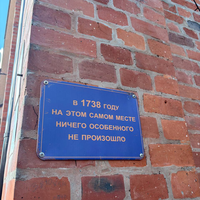 В 1738 ГОДУ
НА ЭТОМ САМОМ МЕСТЕ
НИЧЕГО ОСОБЕННОГО
НЕ ПРОИЗОШЛО